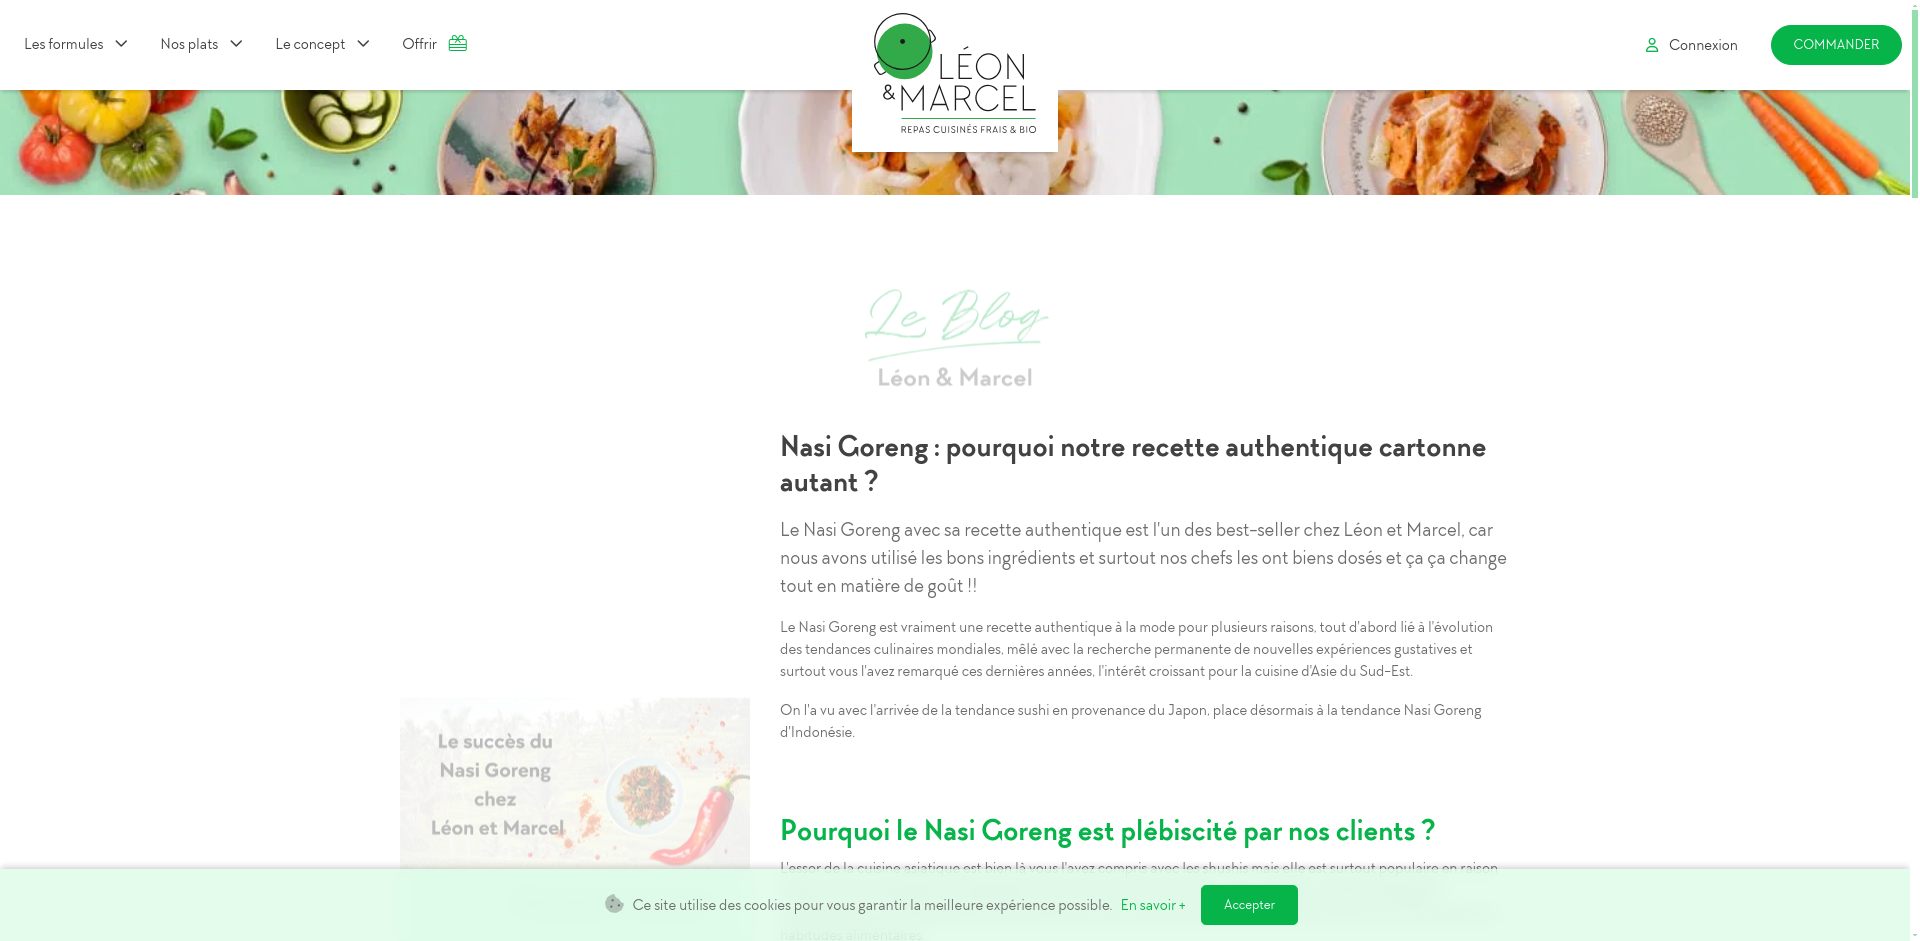 Les formules
Nos plats
Le concept
Offrir
LÉON
& MARCEL
REPAS CUISINÉS FRAIS & BIO
Connexion
COMMANDER
Le Blog
Léon & Marcel
Nasi Goreng : pourquoi notre recette authentique cartonne
autant ?
Le Nasi Goreng avec sa recette authentique est l'un des best-seller chez Léon et Marcel, car
nous avons utilisé les bons ingrédients et surtout nos chefs les ont biens dosés et ça ça change
tout en matière de goût !!
Le Nasi Goreng est vraiment une recette authentique à la mode pour plusieurs raisons, tout d'abord lié à l'évolution
des tendances culinaires mondiales, mêlé avec la recherche permanente de nouvelles expériences gustatives et
surtout vous l'avez remarqué ces dernières années, l'intérêt croissant pour la cuisine d'Asie du Sud-Est.
On l'a vu avec l'arrivée de la tendance sushi en provenance du Japon, place désormais à la tendance Nasi Goreng
d'Indonésie.
Le succès du
Nasi Goreng
chez
Léon et Marcel
Pourquoi le Nasi Goreng est plébiscité par nos clients ?
L'essor de la cuisine asiatique est bien là vous l'avez compris avec les shushis mais elle est surtout populaire en raison
Ce site utilise des cookies pour vous garantir la meilleure expérience possible. En savoir +
Accepter
habitudes alimentaires